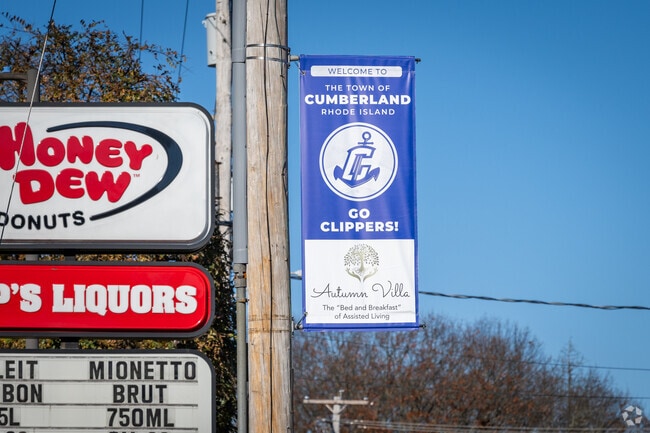 HONEY
DEW™
DONUTS
P'S LIQUORS
LEIT MIONETTO
BON BRUT
5L 750ML
WELCOME TO
THE TOWN OF
CUMBERLAND
RHODE ISLAND
C
GO
CLIPPERS!
Autumn Villa
The "Bed and Breakfast"
of Assisted Living